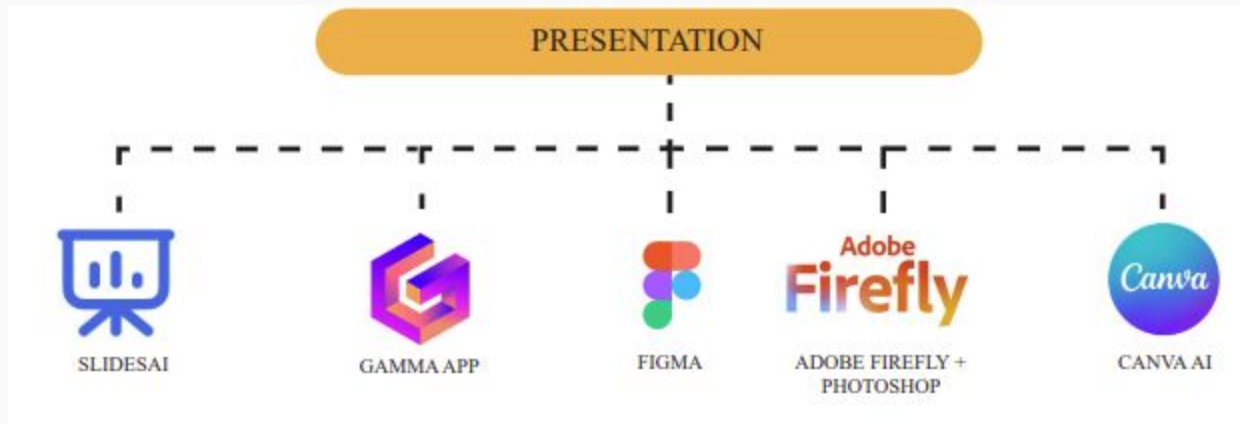 PRESENTATION
Adobe
Firefly
Canva
SLIDESAI
GAMMA APP
FIGMA
ADOBE FIREFLY +
PHOTOSHOP
CANVA AI